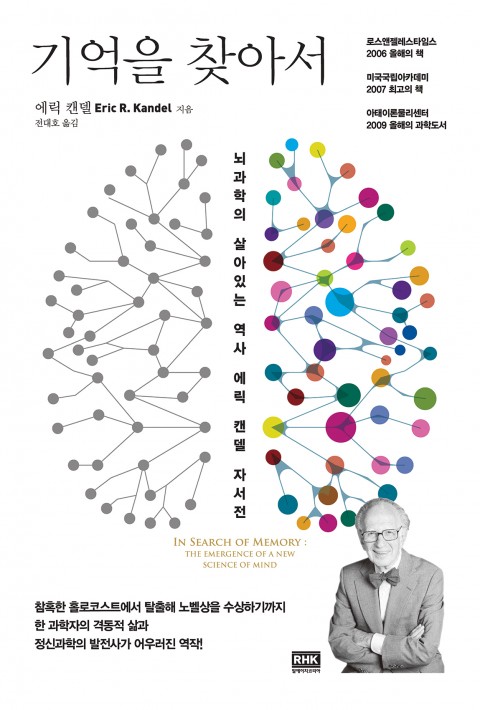 기억을 찾아서
로스앤젤레스타임스
2006 올해의 책
미국국립아카데미
2007 최고의 책
아태이론물리센터
2009 올해의 과학도서
에릭 캔델 Eric R. Kandel 지음
전대호 옮김
뇌과학의 살아있는 역사 에릭 캔델 자서전
IN SEARCH OF MEMORY :
THE EMERGENCE OF A NEW
SCIENCE OF MIND
참혹한 홀로코스트에서 탈출해 노벨상을 수상하기까지
한 과학자의 격동적 삶과
정신과학의 발전사가 어우러진 역작!
RHK
알에이치코리아